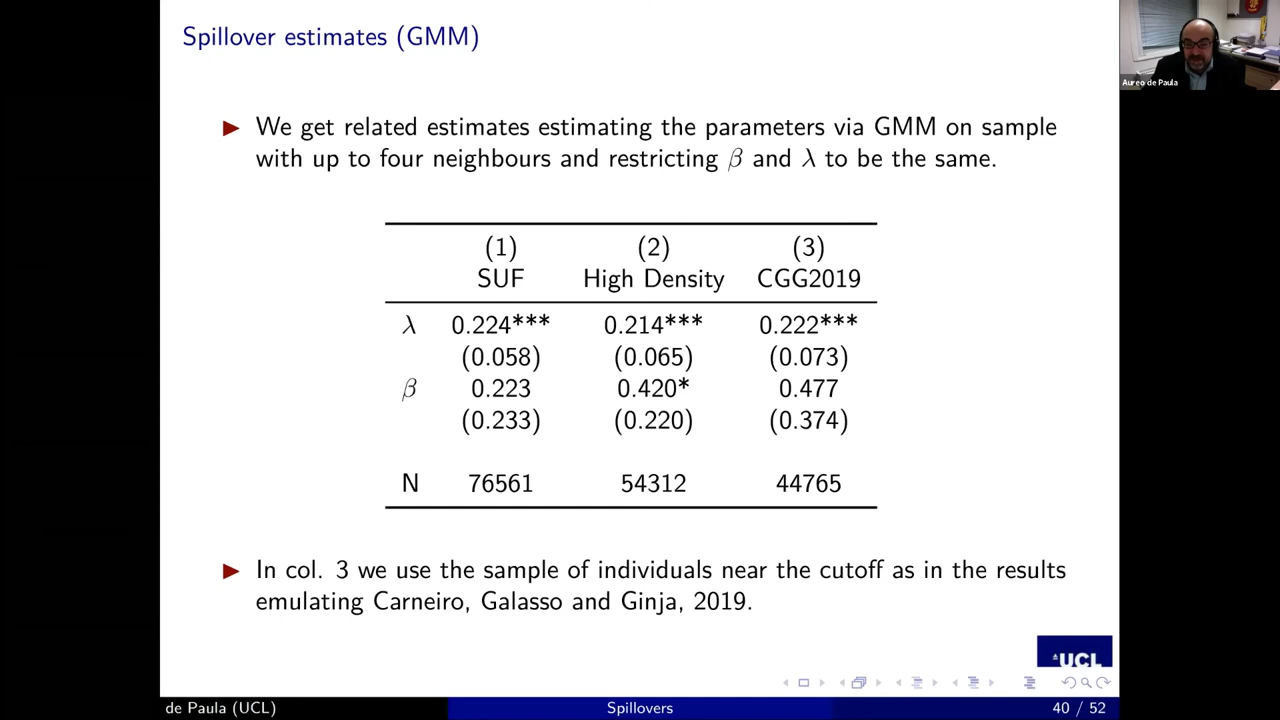 Spillover estimates (GMM)
Aureo de Paula
▶ We get related estimates estimating the parameters via GMM on sample
with up to four neighbours and restricting β and λ to be the same.
(1) (2) (3)
SUF High Density CGG2019
λ 0.224*** 0.214*** 0.222***
(0.058) (0.065) (0.073)
β 0.223 0.420* 0.477
(0.233) (0.220) (0.374)
N 76561 54312 44765
▶ In col. 3 we use the sample of individuals near the cutoff as in the results
emulating Carneiro, Galasso and Ginja, 2019.
UCL
de Paula (UCL) Spillovers 40 / 52